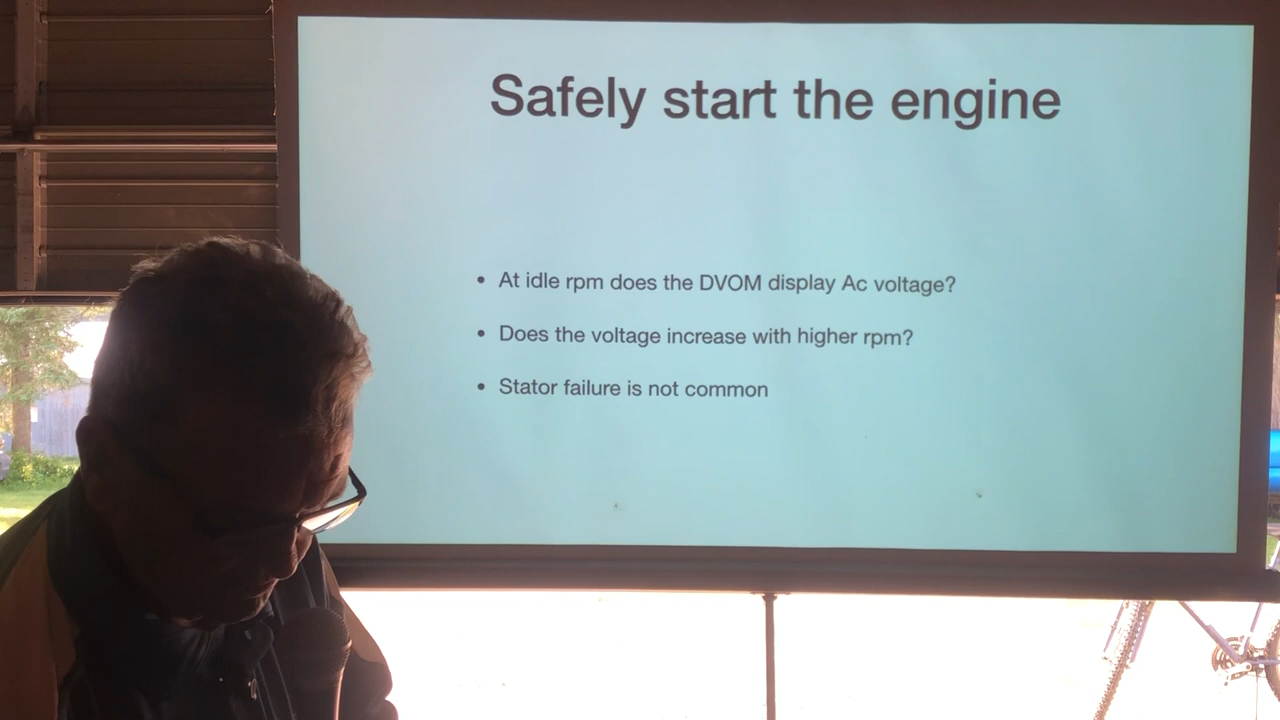 Safely start the engine
• At idle rpm does the DVOM display Ac voltage?
• Does the voltage increase with higher rpm?
• Stator failure is not common